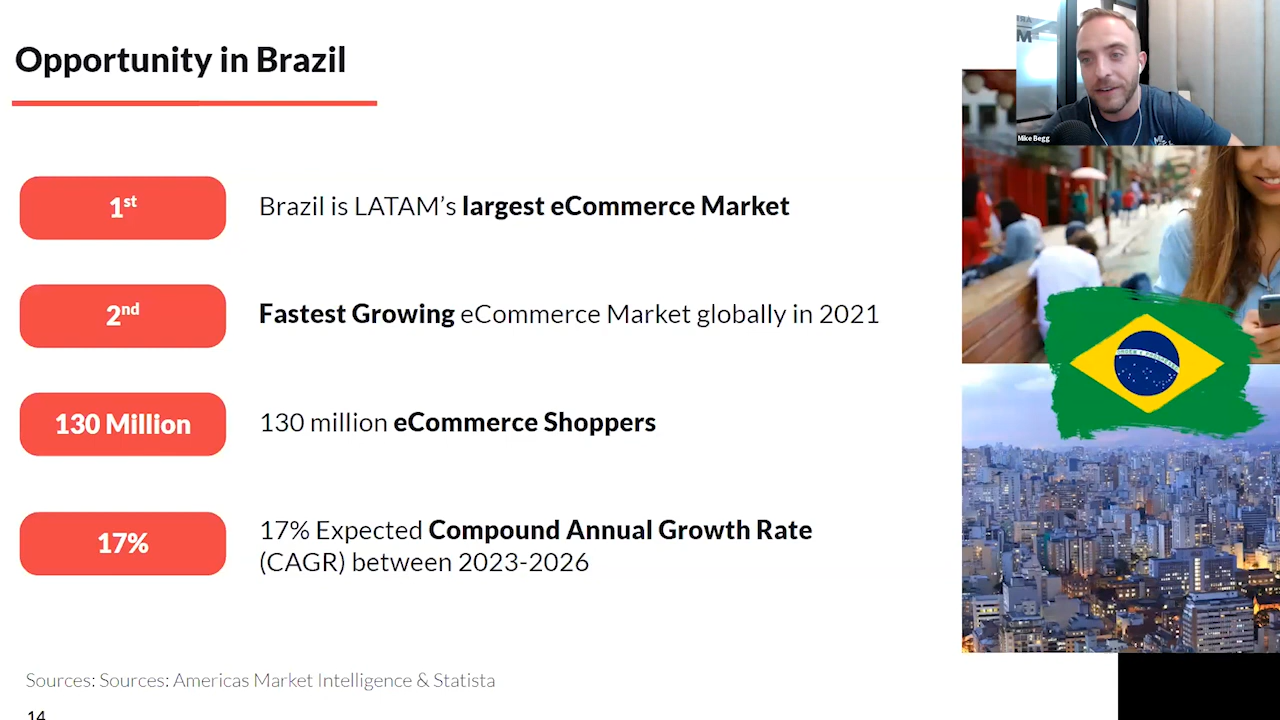 Opportunity in Brazil
1st
Brazil is LATAM's largest eCommerce Market
2nd
Fastest Growing eCommerce Market globally in 2021
130 Million
130 million eCommerce Shoppers
17%
17% Expected Compound Annual Growth Rate
(CAGR) between 2023-2026
Sources: Sources: Americas Market Intelligence & Statista
14
Mike Begg